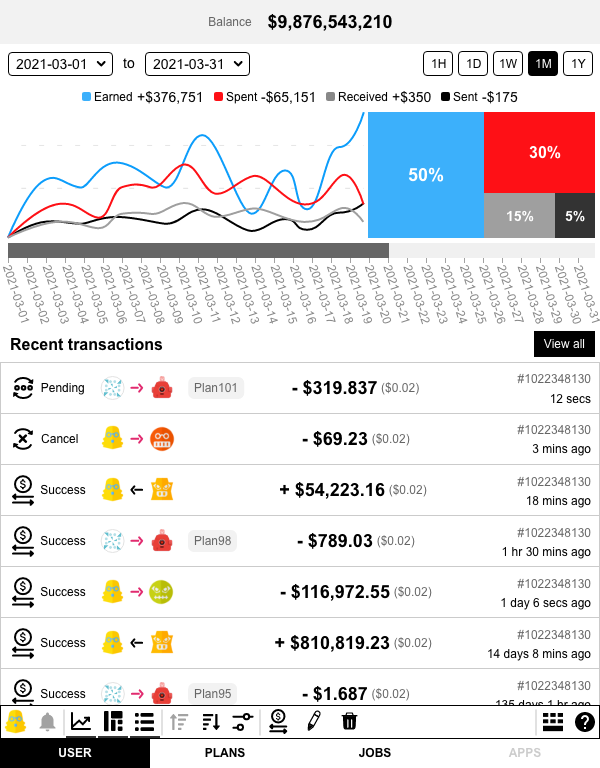 Balance $9,876,543,210
2021-03-01 to 2021-03-31 1H 1D 1W 1M 1Y
Earned +$376,751 Spent -$65,151 Received +$350 Sent -$175
50% 30%
15% 5%
2021-03-01 2021-03-02 2021-03-03 2021-03-04 2021-03-05 2021-03-06 2021-03-07 2021-03-08 2021-03-09 2021-03-10 2021-03-11 2021-03-12 2021-03-13 2021-03-14 2021-03-15 2021-03-16 2021-03-17 2021-03-18 2021-03-19 2021-03-20 2021-03-21 2021-03-22 2021-03-23 2021-03-24 2021-03-25 2021-03-26 2021-03-27 2021-03-28 2021-03-29 2021-03-30 2021-03-31
Recent transactions View all
Pending Plan101 - $319.837 ($0.02) #1022348130
12 secs
Cancel - $69.23 ($0.02) #1022348130
3 mins ago
Success + $54,223.16 ($0.02) #1022348130
18 mins ago
Success Plan98 - $789.03 ($0.02) #1022348130
1 hr 30 mins ago
Success - $116,972.55 ($0.02) #1022348130
1 day 6 secs ago
Success + $810,819.23 ($0.02) #1022348130
14 days 8 mins ago
Success Plan95 - $1.687 ($0.02) #1022348130
135 days 1 hr ago
USER PLANS JOBS APPS